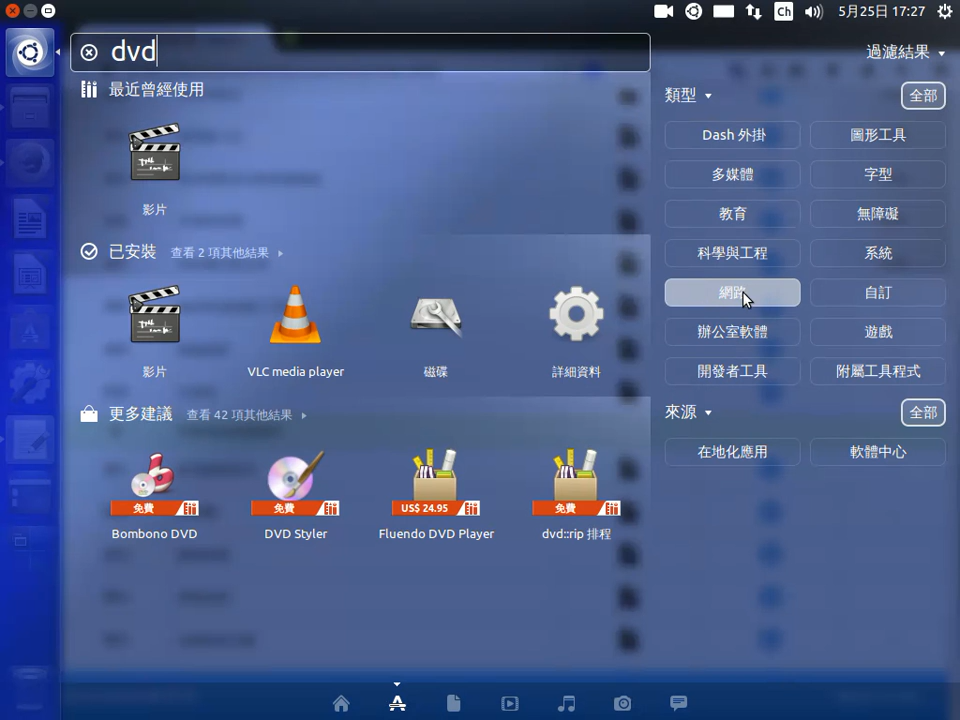 Ch
5月25日 17:27
dvd
過濾結果
最近曾經使用
影片
已安裝 查看 2 項其他結果
影片
VLC media player
磁碟
詳細資料
更多建議 查看 42 項其他結果
免費
免費
US$ 24.95
免費
Bombono DVD
DVD Styler
Fluendo DVD Player
dvd::rip 排程
類型
全部
Dash 外掛
圖形工具
多媒體
字型
教育
無障礙
科學與工程
系統
網路
自訂
辦公室軟體
遊戲
開發者工具
附屬工具程式
來源
全部
在地化應用
軟體中心